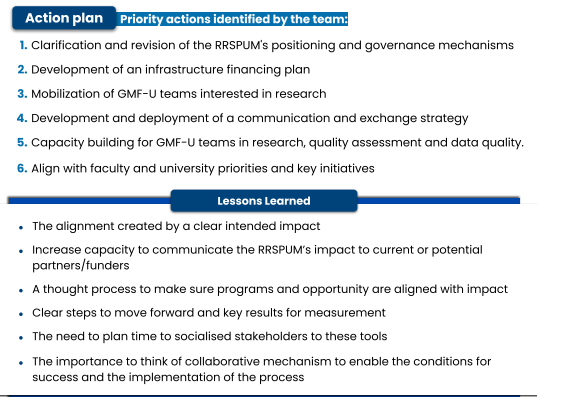 Action plan Priority actions identified by the team:
1. Clarification and revision of the RRSPUM's positioning and governance mechanisms
2. Development of an infrastructure financing plan
3. Mobilization of GMF-U teams interested in research
4. Development and deployment of a communication and exchange strategy
5. Capacity building for GMF-U teams in research, quality assessment and data quality.
6. Align with faculty and university priorities and key initiatives
Lessons Learned
• The alignment created by a clear intended impact
• Increase capacity to communicate the RRSPUM's impact to current or potential
partners/funders
• A thought process to make sure programs and opportunity are aligned with impact
• Clear steps to move forward and key results for measurement
• The need to plan time to socialised stakeholders to these tools
• The importance to think of collaborative mechanism to enable the conditions for
success and the implementation of the process